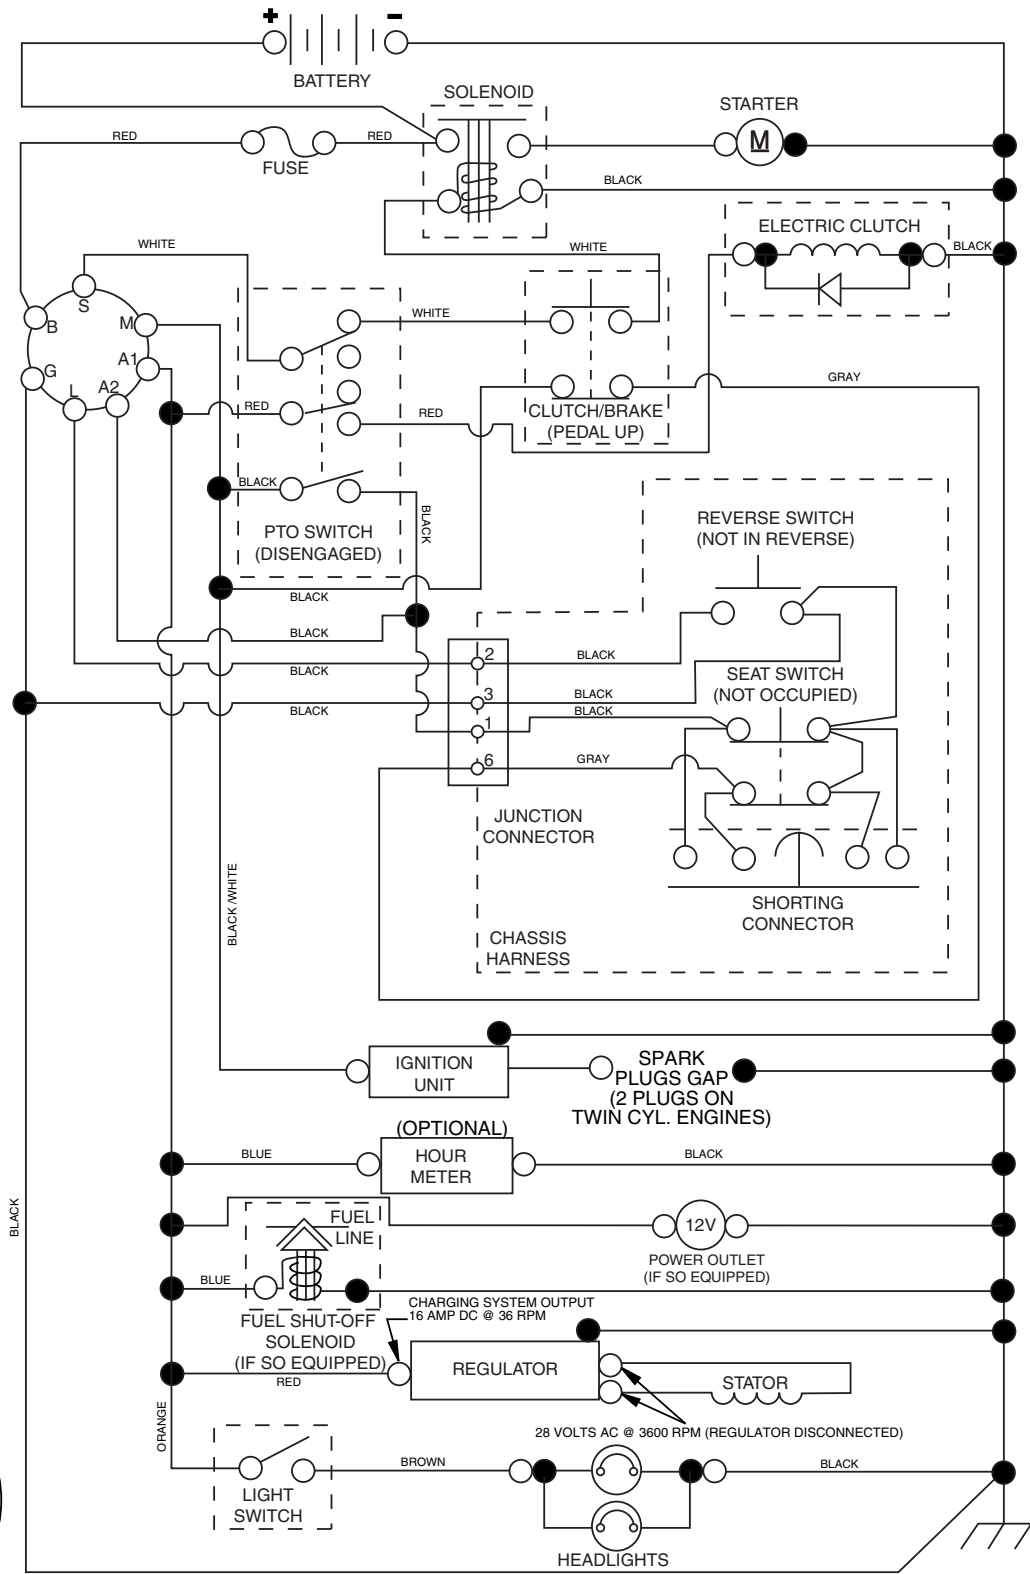 + -
BATTERY
SOLENOID
STARTER
RED
RED
FUSE
M
BLACK
WHITE
WHITE
ELECTRIC CLUTCH
BLACK
S
B
M
WHITE
A1
G
GRAY
L
A2
RED
RED
CLUTCH/BRAKE
(PEDAL UP)
BLACK
BLACK
PTO SWITCH
(DISENGAGED)
REVERSE SWITCH
(NOT IN REVERSE)
BLACK
BLACK
2
BLACK
BLACK
SEAT SWITCH
(NOT OCCUPIED)
3
BLACK
BLACK
1
BLACK
6
GRAY
JUNCTION
CONNECTOR
BLACK/WHITE
SHORTING
CONNECTOR
CHASSIS
HARNESS
IGNITION
UNIT
SPARK
PLUGS GAP
(2 PLUGS ON
TWIN CYL. ENGINES)
(OPTIONAL)
HOUR
METER
BLUE
BLACK
BLACK
FUEL
LINE
12V
POWER OUTLET
(IF SO EQUIPPED)
BLUE
CHARGING SYSTEM OUTPUT
16 AMP DC @ 36 RPM
FUEL SHUT-OFF
SOLENOID
(IF SO EQUIPPED)
RED
REGULATOR
STATOR
ORANGE
28 VOLTS AC @ 3600 RPM (REGULATOR DISCONNECTED)
BROWN
BLACK
LIGHT
SWITCH
HEADLIGHTS